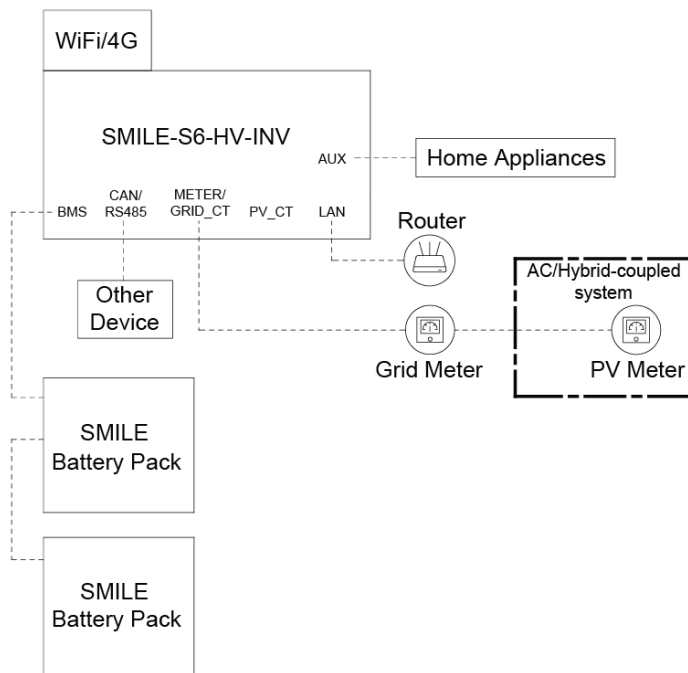 WiFi/4G
SMILE-S6-HV-INV
AUX
Home Appliances
BMS
CAN/
RS485
METER/
GRID_CT
PV_CT
LAN
Router
Other
Device
AC/Hybrid-coupled
system
Grid Meter
PV Meter
SMILE
Battery Pack
SMILE
Battery Pack